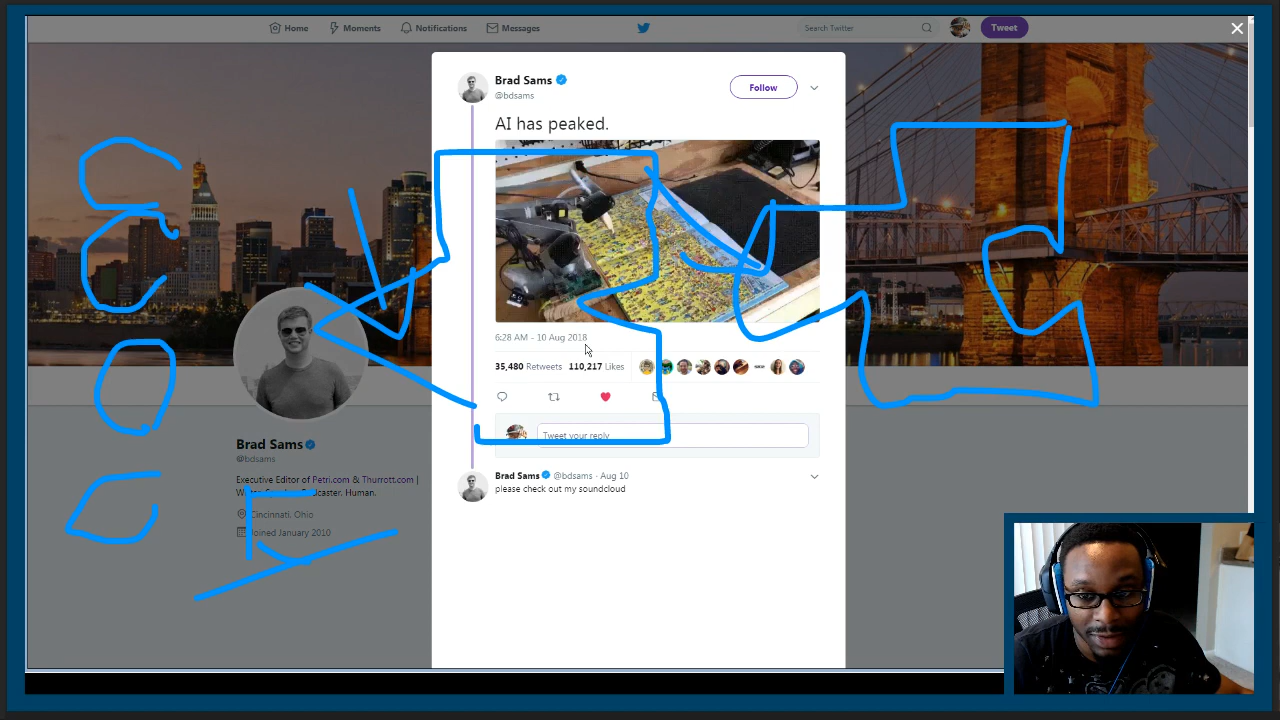 Home Moments Notifications Messages Search Twitter Tweet
Brad Sams
@bdsams
Follow
AI has peaked.
6:28 AM - 10 Aug 2018
35,480 Retweets 110,217 Likes
Tweet your reply
Brad Sams @bdsams · Aug 10
please check out my soundcloud
Brad Sams
@bdsams
Executive Editor of Petri.com & Thurrott.com |
Human.
Cincinnati, Ohio
Joined January 2010